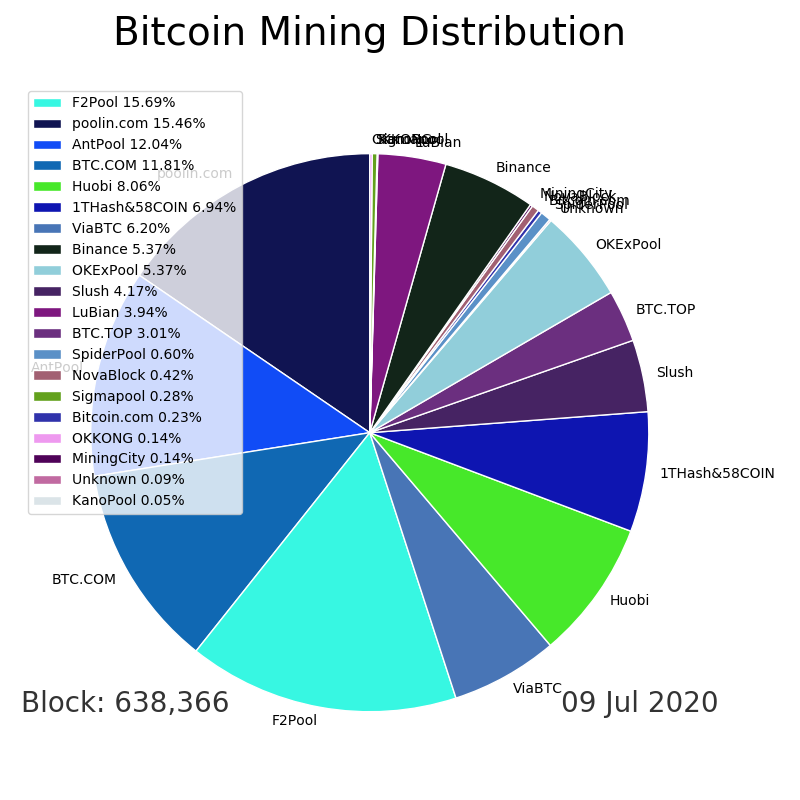 Bitcoin Mining Distribution
F2Pool 15.69%
poolin.com 15.46%
AntPool 12.04%
BTC.COM 11.81%
Huobi 8.06%
1THash&58COIN 6.94%
ViaBTC 6.20%
Binance 5.37%
OKExPool 5.37%
Slush 4.17%
LuBian 3.94%
BTC.TOP 3.01%
SpiderPool 0.60%
NovaBlock 0.42%
Sigmapool 0.28%
Bitcoin.com 0.23%
OKKONG 0.14%
MiningCity 0.14%
Unknown 0.09%
KanoPool 0.05%
poolin.com
AntPool
BTC.COM
F2Pool
ViaBTC
Huobi
1THash&58COIN
Slush
BTC.TOP
OKExPool
Unknown
SpiderPool
Bitcoin.com
NovaBlock
MiningCity
Binance
LuBian
Block: 638,366
09 Jul 2020